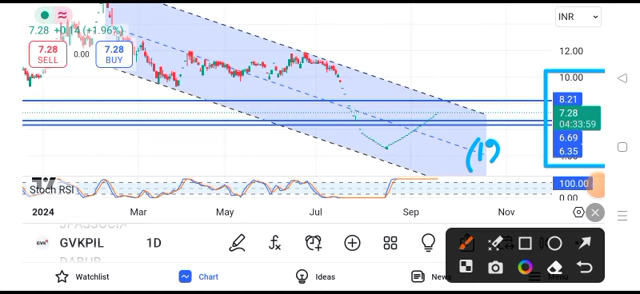 INR
7.28 +0.14 (+1.96%)
7.28
SELL
0.00
7.28
BUY
12.00
10.00
8.21
7.28
04:33:59
6.69
6.35
(19
100.00
0.00
Stoch RSI
2024 Mar May Jul Sep Nov
GVKPIL 1D
Watchlist Chart Ideas News